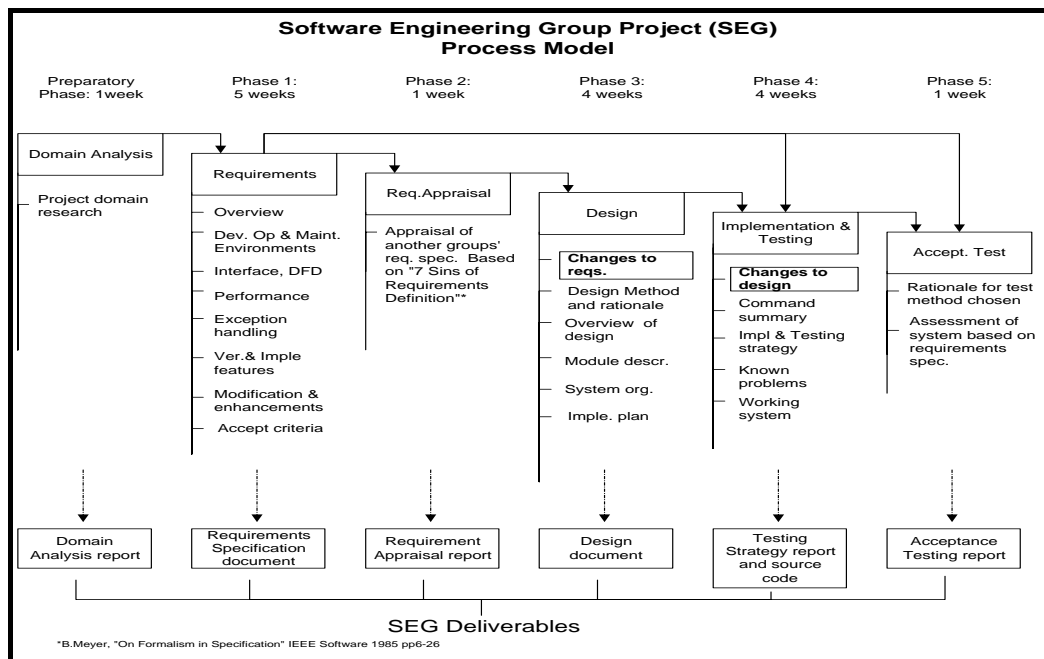 Software Engineering Group Project (SEG)
Process Model
Preparatory
Phase: 1week
Phase 1:
5 weeks
Phase 2:
1 week
Phase 3:
4 weeks
Phase 4:
4 weeks
Phase 5:
1 week
Domain Analysis
Project domain
research
Requirements
Overview
Dev. Op & Maint.
Environments
Interface, DFD
Performance
Exception
handling
Ver.& Imple
features
Modification &
enhancements
Accept criteria
Req.Appraisal
Appraisal of
another groups'
req. spec. Based
on "7 Sins of
Requirements
Definition"*
Design
Changes to
reqs.
Design Method
and rationale
Overview of
design
Module descr.
System org.
Imple. plan
Implementation &
Testing
Changes to
design
Command
summary
Impl & Testing
strategy
Known
problems
Working
system
Accept. Test
Rationale for test
method chosen
Assessment of
system based on
requirements
spec.
Domain
Analysis report
Requirements
Specification
document
Requirement
Appraisal report
Design
document
Testing
Strategy report
and source
code
Acceptance
Testing report
SEG Deliverables
*B.Meyer, "On Formalism in Specification" IEEE Software 1985 pp6-26